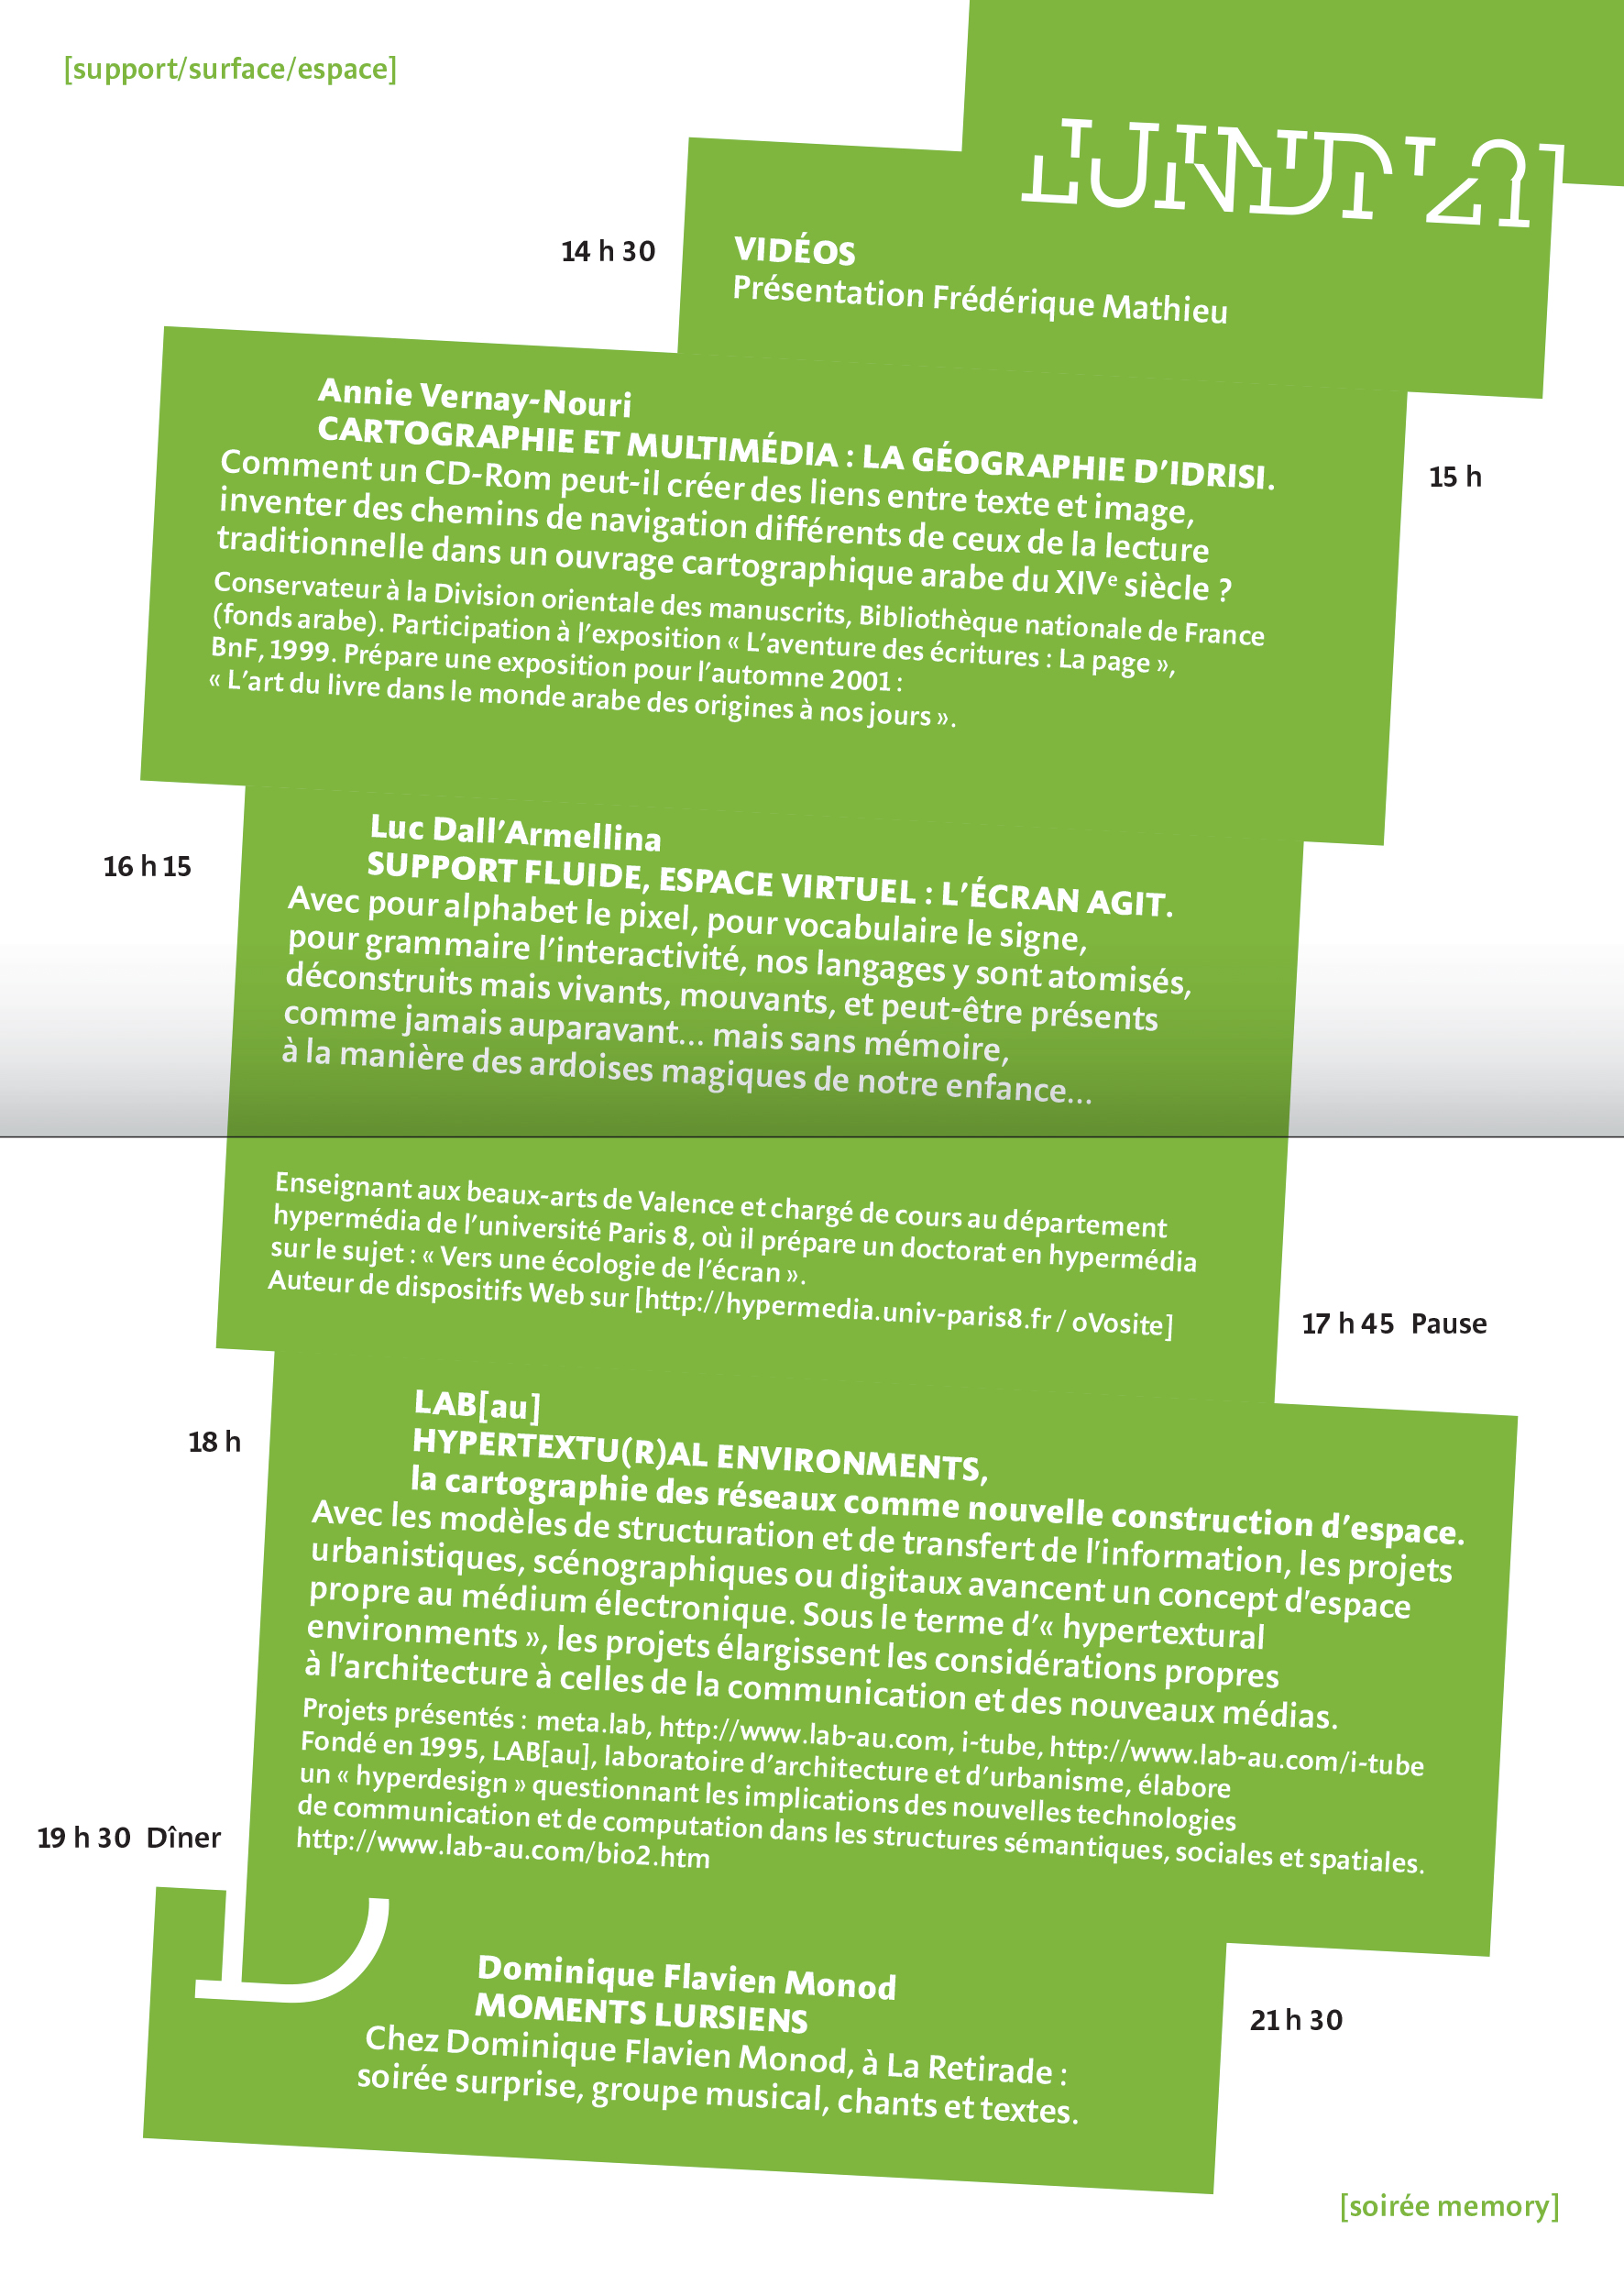 [support/surface/espace]
LUNDI 21
14 h 30
VIDÉOS
Présentation Frédérique Mathieu
Annie Vernay-Nouri
CARTOGRAPHIE ET MULTIMÉDIA : LA GÉOGRAPHIE D’IDRISI.
15 h
Comment un CD-Rom peut-il créer des liens entre texte et image,
inventer des chemins de navigation différents de ceux de la lecture
traditionnelle dans un ouvrage cartographique arabe du XIVe siècle ?
Conservateur à la Division orientale des manuscrits, Bibliothèque nationale de France
(fonds arabe). Participation à l’exposition « L’aventure des écritures : La page »,
BnF, 1999. Prépare une exposition pour l’automne 2001 :
« L’art du livre dans le monde arabe des origines à nos jours ».
16 h 15
Luc Dall’Armellina
SUPPORT FLUIDE, ESPACE VIRTUEL : L’ÉCRAN AGIT.
Avec pour alphabet le pixel, pour vocabulaire le signe,
pour grammaire l’interactivité, nos langages y sont atomisés,
déconstruits mais vivants, mouvants, et peut-être présents
comme jamais auparavant... mais sans mémoire,
à la manière des ardoises magiques de notre enfance...
Enseignant aux beaux-arts de Valence et chargé de cours au département
hypermédia de l’université Paris 8, où il prépare un doctorat en hypermédia
sur le sujet : « Vers une écologie de l’écran ».
Auteur de dispositifs Web sur [http://hypermedia.univ-paris8.fr / oVosite]
17 h 45 Pause
18 h
LAB[au]
HYPERTEXTU(R)AL ENVIRONMENTS,
la cartographie des réseaux comme nouvelle construction d’espace.
Avec les modèles de structuration et de transfert de l'information, les projets
urbanistiques, scénographiques ou digitaux avancent un concept d'espace
propre au médium électronique. Sous le terme d’« hypertextural
environments », les projets élargissent les considérations propres
à l'architecture à celles de la communication et des nouveaux médias.
Projets présentés : meta.lab, http://www.lab-au.com, i-tube, http://www.lab-au.com/i-tube
Fondé en 1995, LAB[au], laboratoire d’architecture et d’urbanisme, élabore
un « hyperdesign » questionnant les implications des nouvelles technologies
de communication et de computation dans les structures sémantiques, sociales et spatiales.
http://www.lab-au.com/bio2.htm
19 h 30 Dîner
Dominique Flavien Monod
MOMENTS LURSIENS
21 h 30
Chez Dominique Flavien Monod, à La Retirade :
soirée surprise, groupe musical, chants et textes.
[soirée memory]